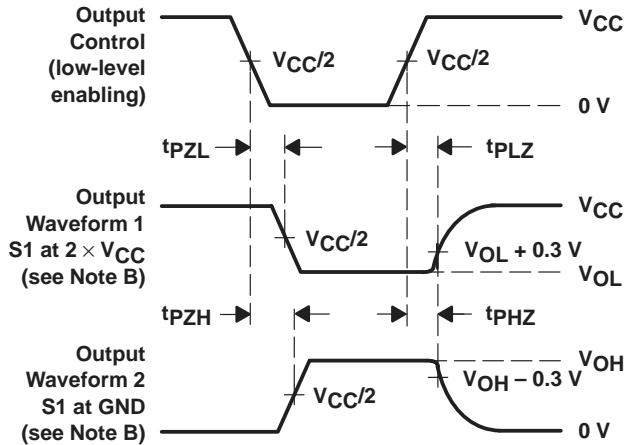 Output
Control
(low-level
enabling)
VCC/2
VCC/2
VCC
0 V
tPZL
tPLZ
Output
Waveform 1
S1 at 2 × VCC
(see Note B)
VCC/2
VCC
VOL + 0.3 V
VOL
tPZH
tPHZ
Output
Waveform 2
S1 at GND
(see Note B)
VCC/2
VOH
VOH − 0.3 V
0 V